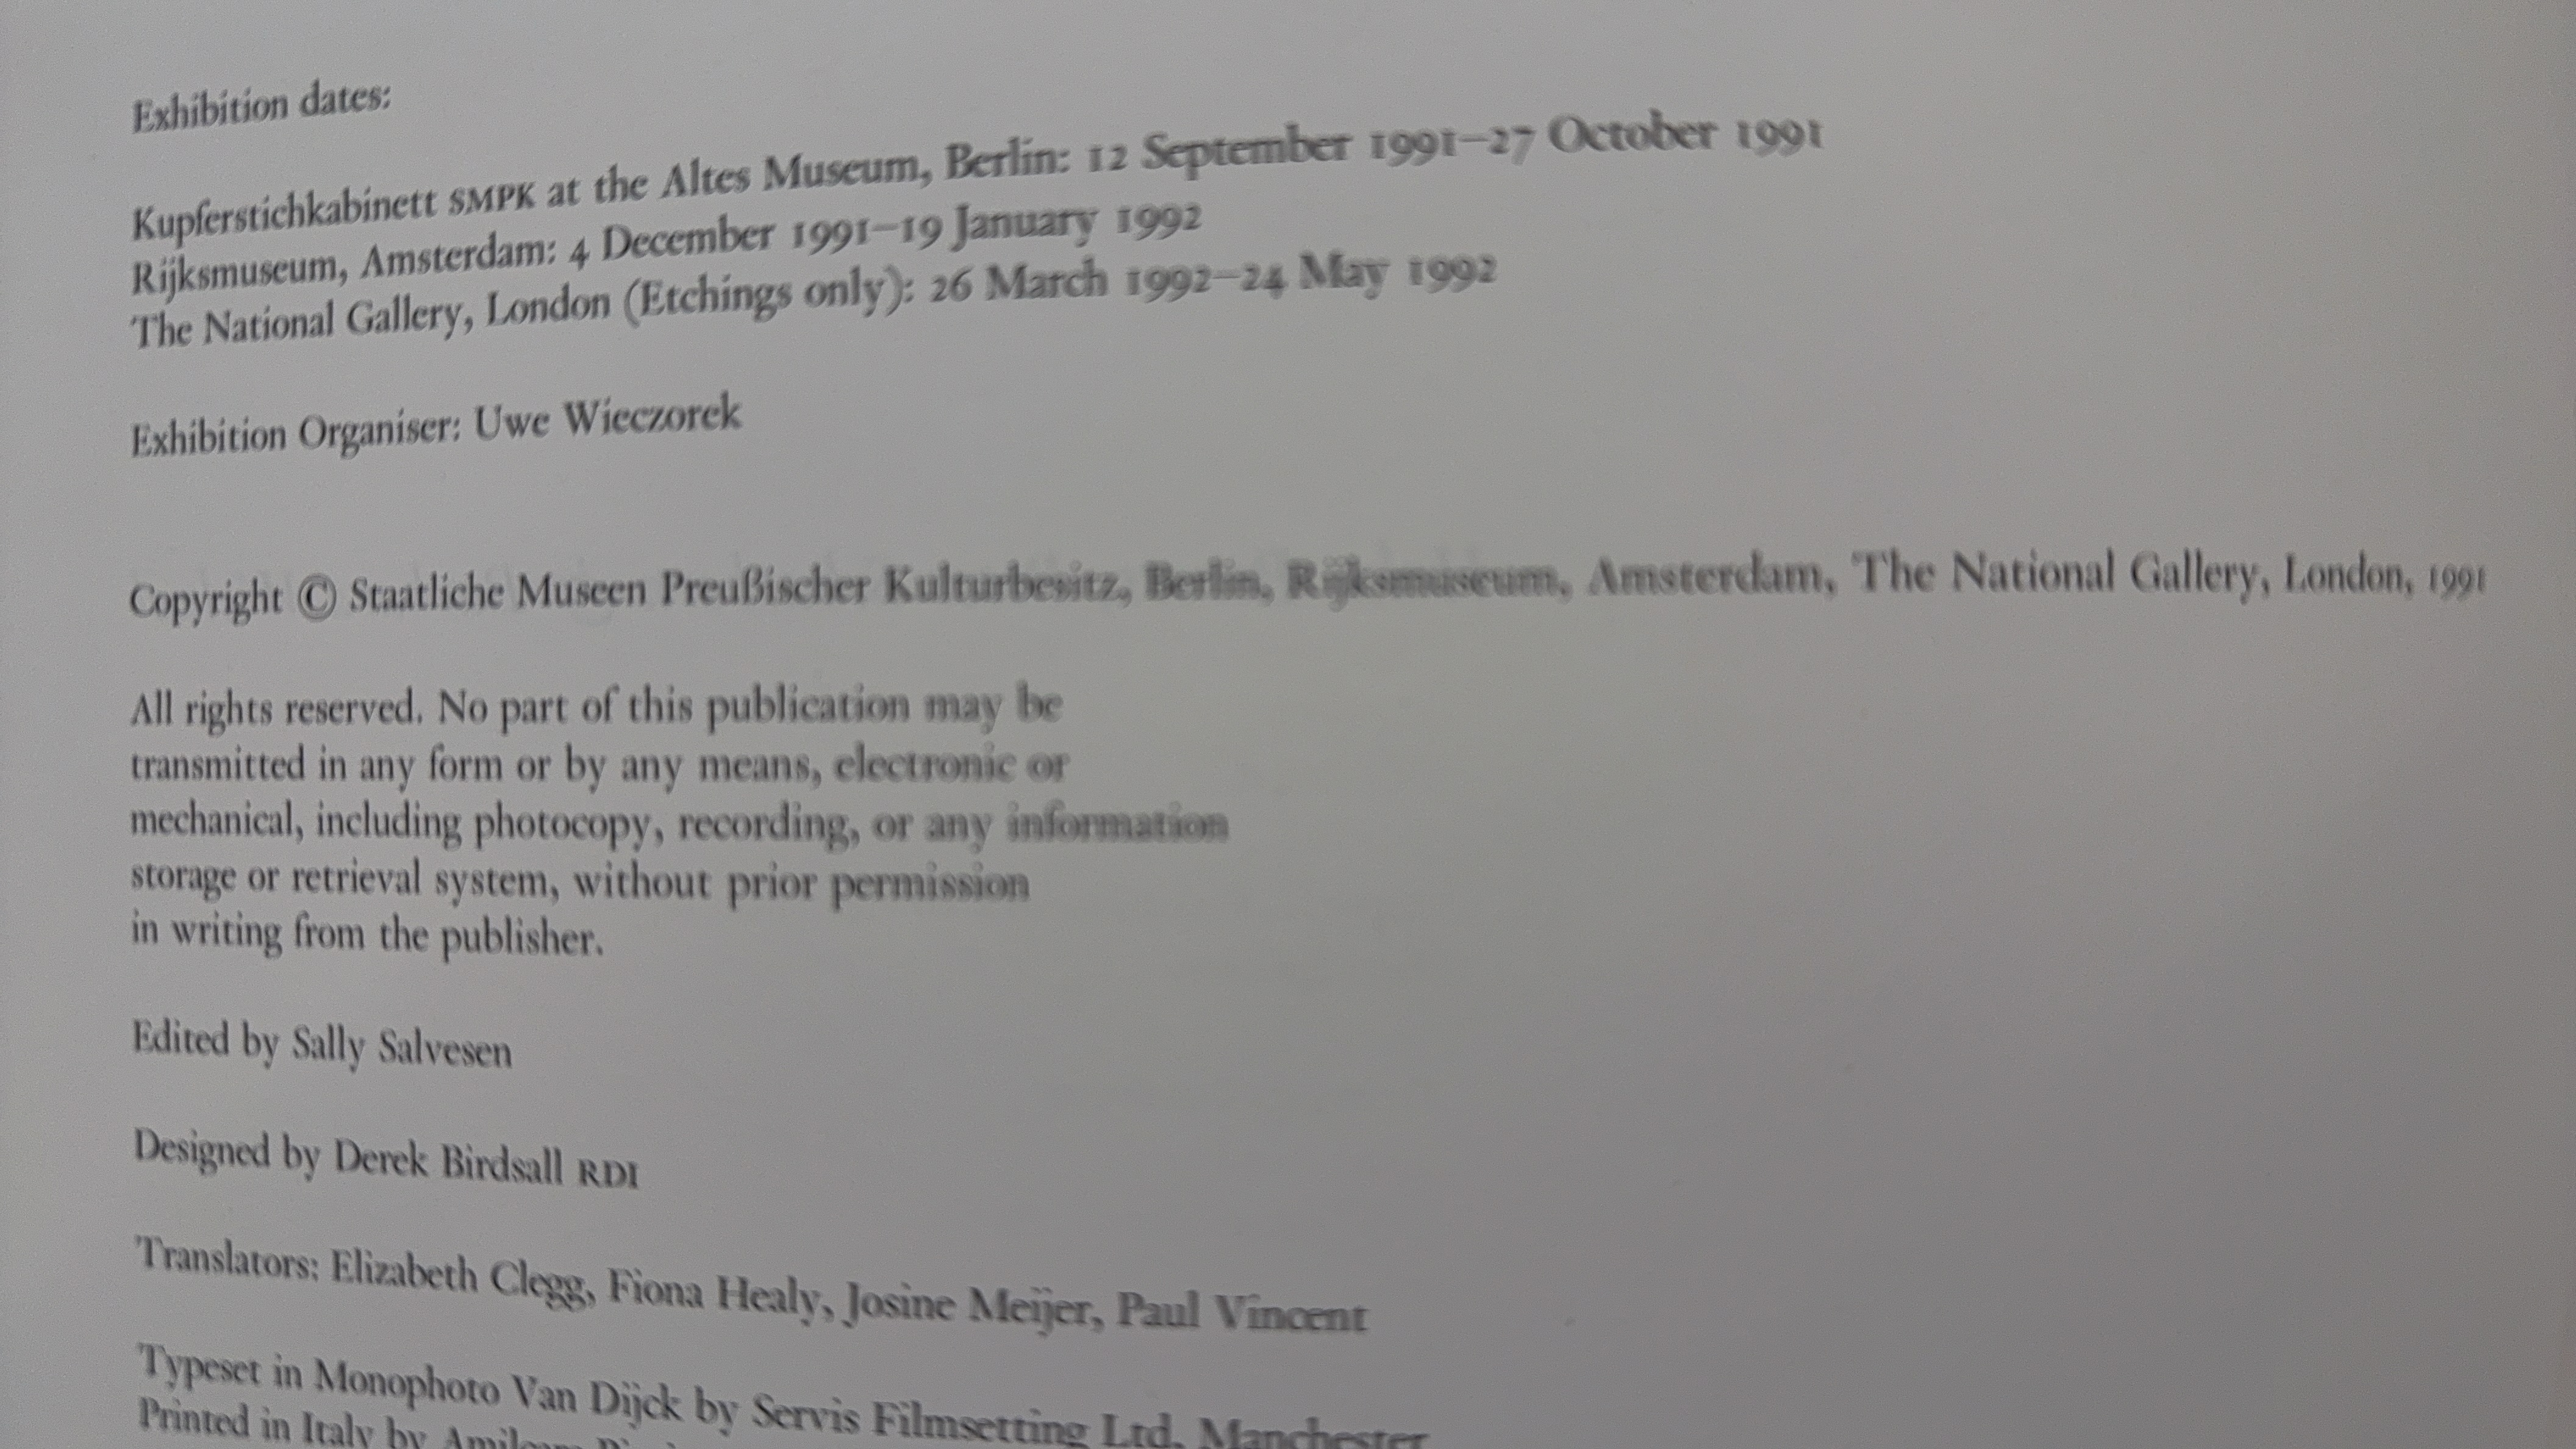 Exhibition dates:
Kupferstichkabinett SMPK at the Altes Museum, Berlin: 12 September 1991–27 October 1991
Rijksmuseum, Amsterdam: 4 December 1991–19 January 1992
The National Gallery, London (Etchings only): 26 March 1992–24 May 1992
Exhibition Organiser: Uwe Wieczorek
Copyright © Staatliche Museen Preußischer Kulturbesitz, Berlin, Rijksmuseum, Amsterdam, The National Gallery, London, 1991
All rights reserved. No part of this publication may be
transmitted in any form or by any means, electronic or
mechanical, including photocopy, recording, or any information
storage or retrieval system, without prior permission
in writing from the publisher.
Edited by Sally Salvesen
Designed by Derek Birdsall RDI
Translators: Elizabeth Clegg, Fiona Healy, Josine Meijer, Paul Vincent
Typeset in Monophoto Van Dijck by Servis Filmsetting Ltd, Manchester
Printed in Italy by